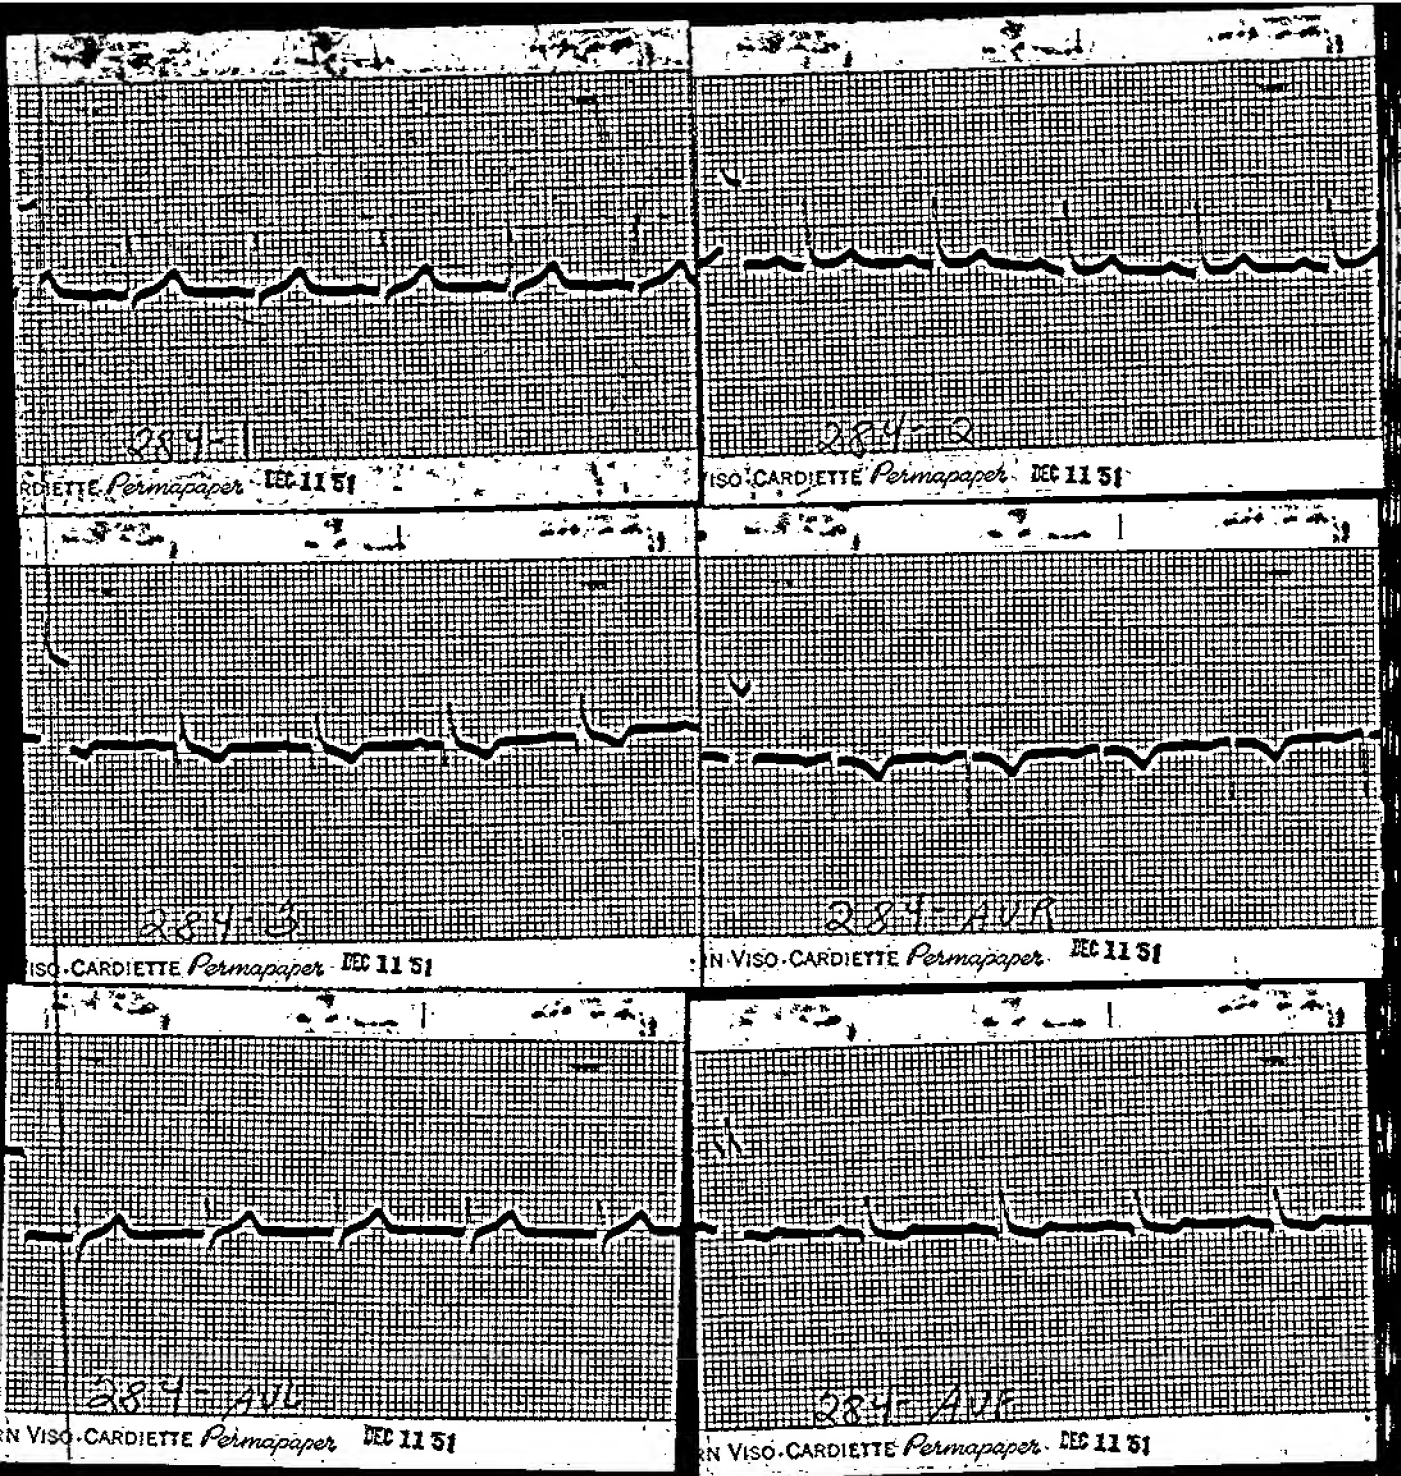 284-1
RDIETTE Permapaper DEC 11 51
284-2
VISO-CARDIETTE Permapaper DEC 11 51
284-3
ISO-CARDIETTE Permapaper DEC 11 51
284-AVR
N VISO-CARDIETTE Permapaper DEC 11 51
284-AVL
RN VISO-CARDIETTE Permapaper DEC 11 51
284-AVF
RN VISO-CARDIETTE Permapaper DEC 11 51